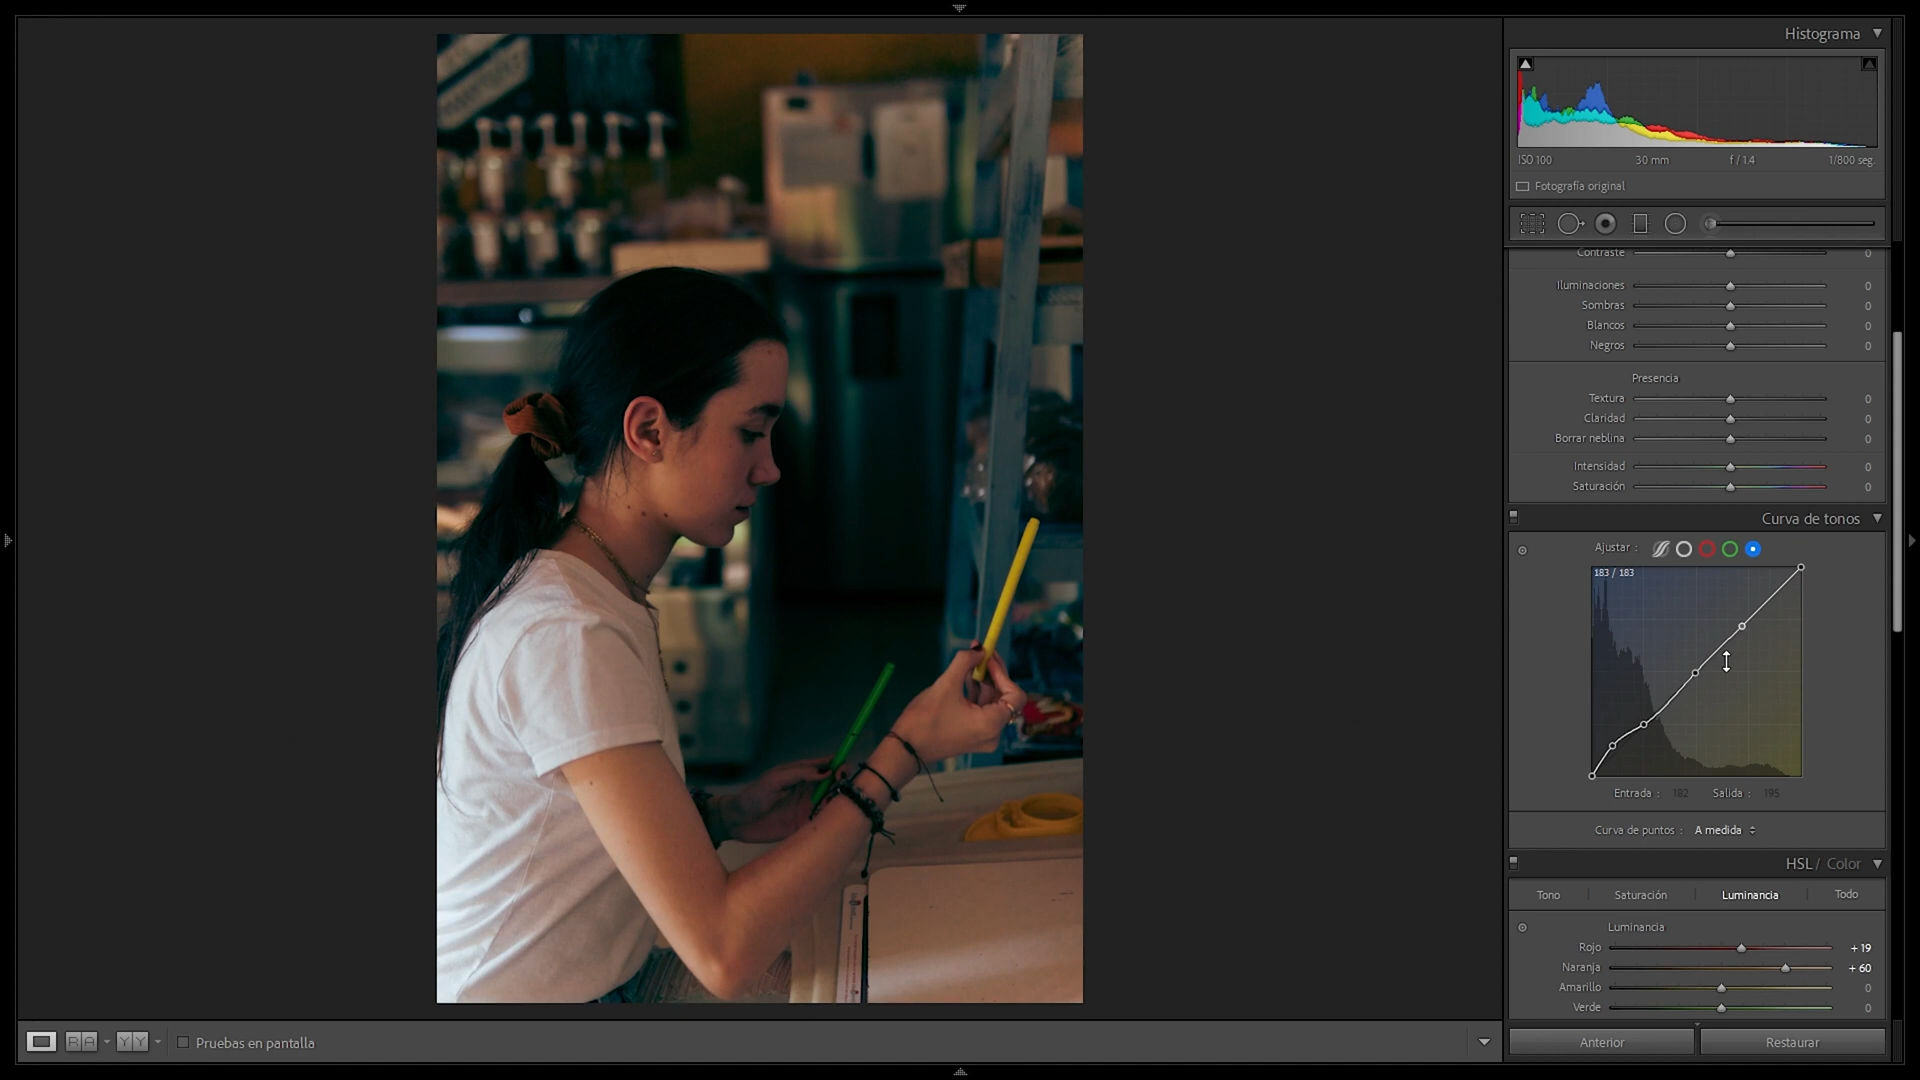 Histograma
ISO 100 30 mm f / 1.4 1/800 seg.
Fotografía original
Contraste 0
Iluminaciones 0
Sombras 0
Blancos 0
Negros 0
Presencia
Textura 0
Claridad 0
Borrar neblina 0
Intensidad 0
Saturación 0
Curva de tonos
Ajustar :
183 / 183
Entrada : 182 Salida : 195
Curva de puntos : A medida
HSL / Color
Tono Saturación Luminancia Todo
Luminancia
Rojo + 19
Naranja + 60
Amarillo 0
Verde 0
R A Y Y Pruebas en pantalla
Anterior Restaurar